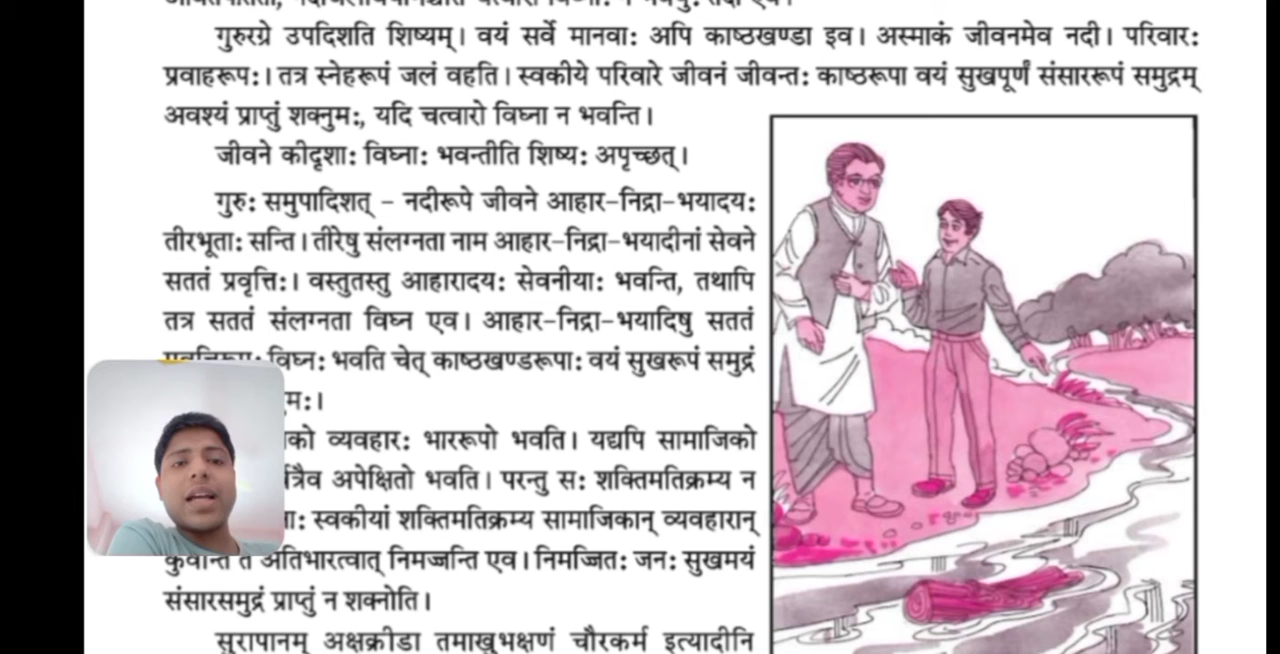 गुरुरग्रे उपदिशति शिष्यम्। वयं सर्वे मानवाः अपि काष्ठखण्डा इव। अस्माकं जीवनमेव नदी। परिवारः
प्रवाहरूपः। तत्र स्नेहरूपं जलं वहति। स्वकीये परिवारे जीवनं जीवन्तः काष्ठरूपा वयं सुखपूर्णं संसाररूपं समुद्रम्
अवश्यं प्राप्तुं शक्नुमः, यदि चत्वारो विघ्ना न भवन्ति।
जीवने कीदृशाः विघ्नाः भवन्तीति शिष्यः अपृच्छत्।
गुरुः समुपादिशत् – नदीरूपे जीवने आहार-निद्रा-भयादयः
तीरभूताः सन्ति। तीरेषु संलग्नता नाम आहार-निद्रा-भयादीनां सेवने
सततं प्रवृत्तिः। वस्तुतस्तु आहारादयः सेवनीयाः भवन्ति, तथापि
तत्र सततं संलग्नता विघ्न एव। आहार-निद्रा-भयादिषु सततं
विघ्नः भवति चेत् काष्ठखण्डरूपाः वयं सुखरूपं समुद्रं
मः।
को व्यवहारः भाररूपो भवति। यद्यपि सामाजिको
त्रैव अपेक्षितो भवति। परन्तु सः शक्तिमतिक्रम्य न
स्वकीयां शक्तिमतिक्रम्य सामाजिकान् व्यवहारान्
कुर्वन्ति ते अतिभारत्वात् निमज्जन्ति एव। निमज्जितः जनः सुखमयं
संसारसमुद्रं प्राप्तुं न शक्नोति।
सुरापानम् अक्षक्रीडा तमाखुभक्षणं चौरकर्म इत्यादीनि